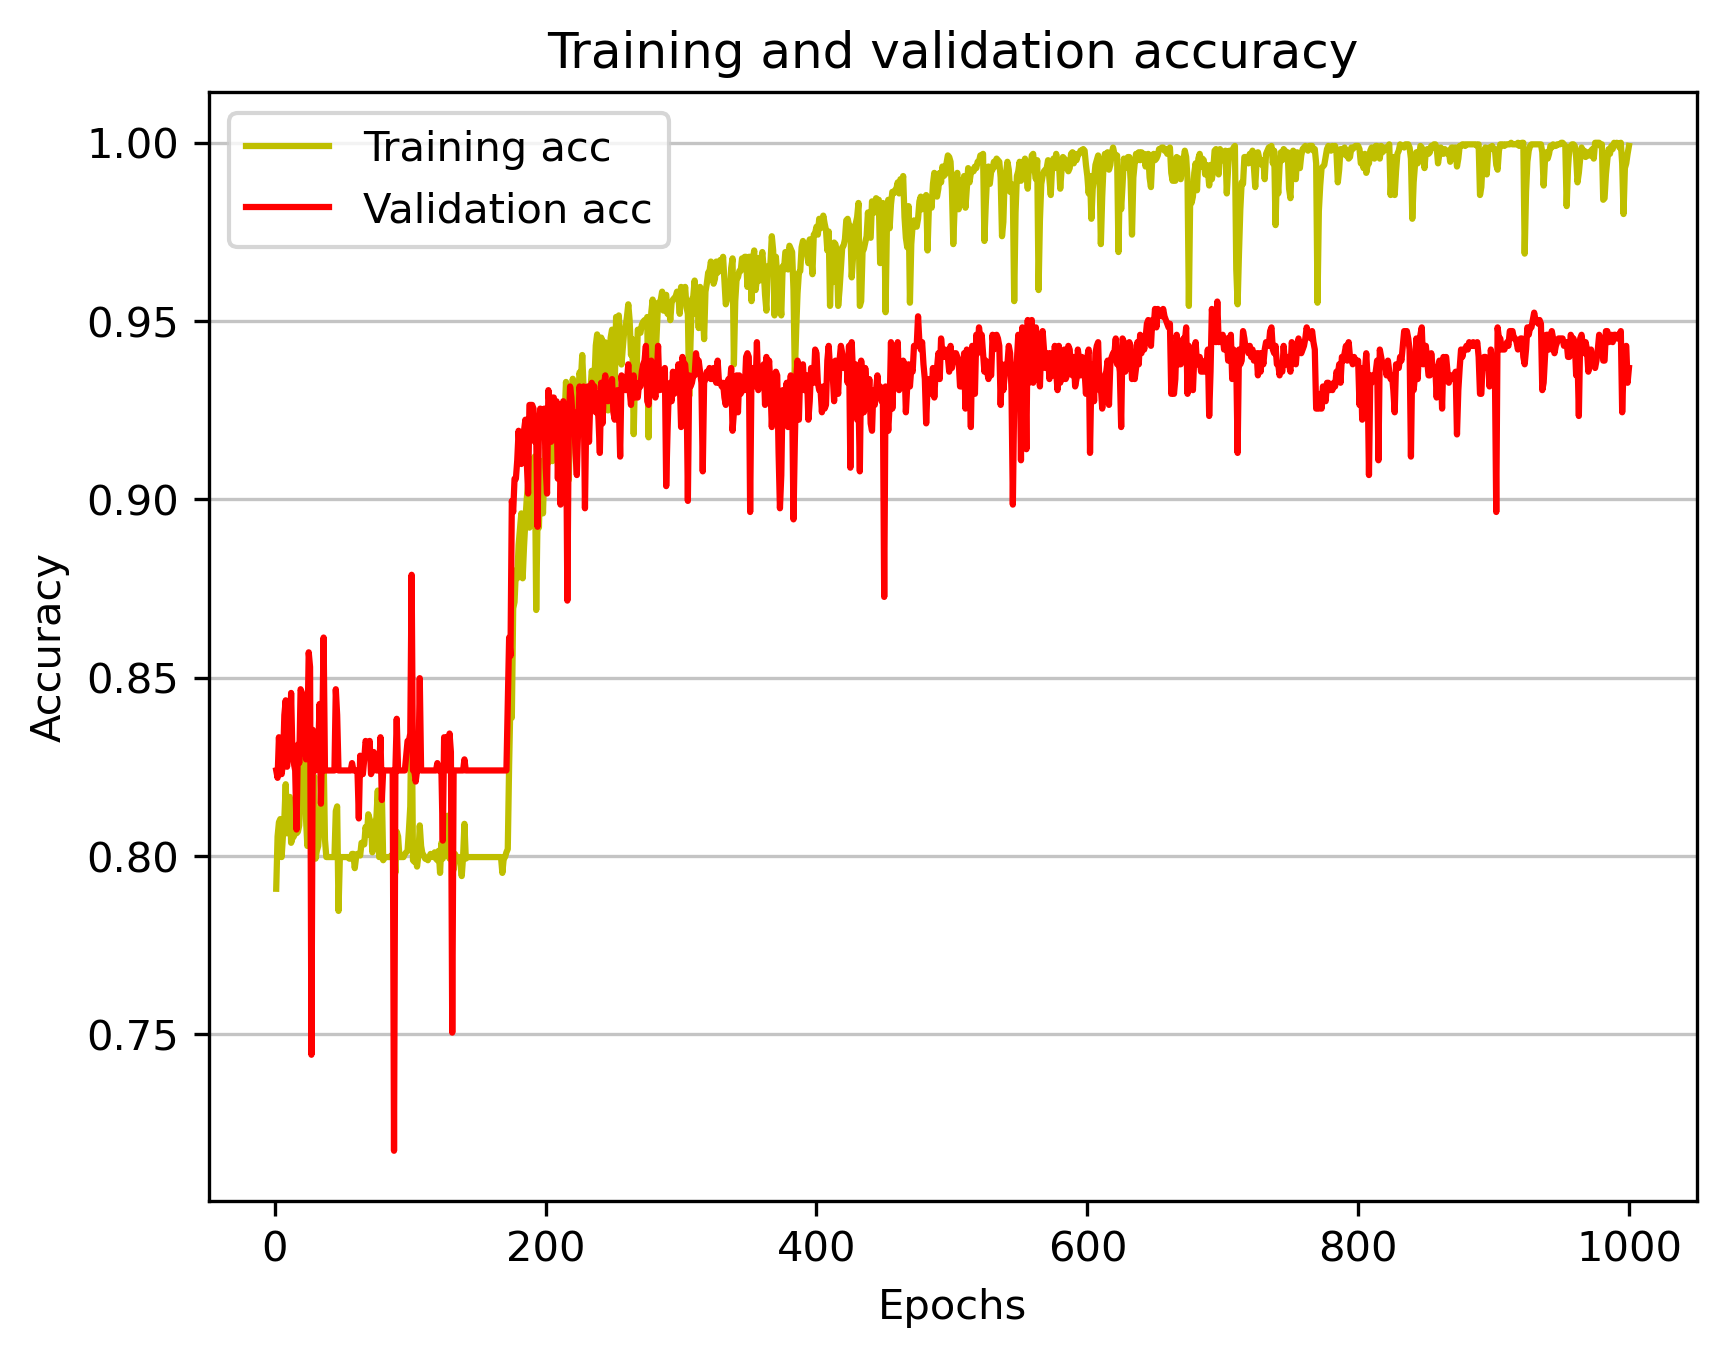 Training and validation accuracy
Training acc
Validation acc
1.00
0.95
0.90
0.85
0.80
0.75
Accuracy
0 200 400 600 800 1000
Epochs